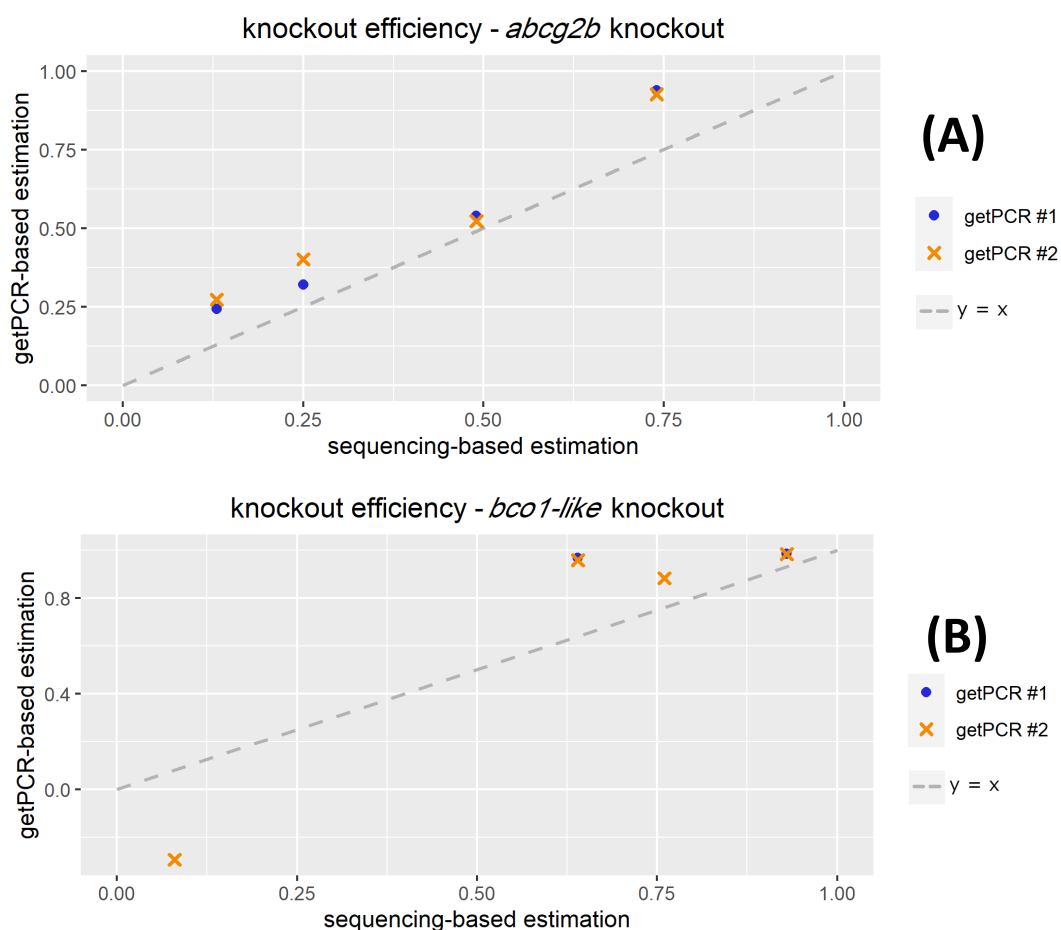 knockout efficiency - abcg2b knockout
1.00
0.75
0.50
0.25
0.00
getPCR-based estimation
0.00 0.25 0.50 0.75 1.00
sequencing-based estimation
(A)
getPCR #1
getPCR #2
y = x
knockout efficiency - bco1-like knockout
0.8
0.4
0.0
getPCR-based estimation
0.00 0.25 0.50 0.75 1.00
sequencing-based estimation
(B)
getPCR #1
getPCR #2
y = x